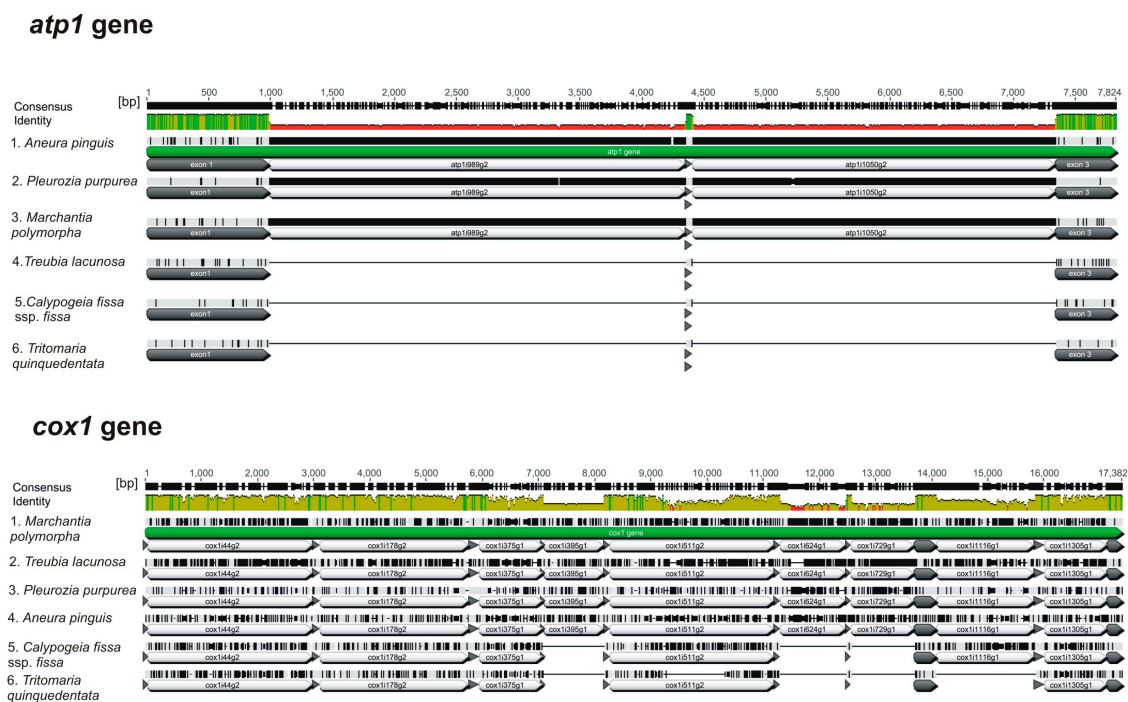 atp1 gene
[bp] 1 500 1,000 1,500 2,000 2,500 3,000 3,500 4,000 4,500 5,000 5,500 6,000 6,500 7,000 7,500 7,824
Consensus
Identity
1. Aneura pinguis
atp1 gene
exon 1 atp1i989g2 atp1i1050g2 exon 3
2. Pleurozia purpurea
exon1 atp1i989g2 atp1i1050g2 exon 3
3. Marchantia
polymorpha
exon1 atp1i989g2 atp1i1050g2 exon 3
4.Treubia lacunosa
exon1 exon 3
5.Calypogeia fissa
ssp. fissa
exon1 exon 3
6. Tritomaria
quinquedentata
exon1 exon 3
cox1 gene
[bp] 1 1,000 2,000 3,000 4,000 5,000 6,000 7,000 8,000 9,000 10,000 11,000 12,000 13,000 14,000 15,000 16,000 17.382
Consensus
Identity
1. Marchantia
polymorpha
cox1 gene
cox1i44g2 cox1i178g2 cox1i375g1 cox1i395g1 cox1i511g2 cox1i624g1 cox1i729g1 cox1i1116g1 cox1i1305g1
2. Treubia lacunosa
cox1i44g2 cox1i178g2 cox1i375g1 cox1i395g1 cox1i511g2 cox1i624g1 cox1i729g1 cox1i1116g1 cox1i1305g1
3. Pleurozia purpurea
cox1i44g2 cox1i178g2 cox1i375g1 cox1i395g1 cox1i511g2 cox1i624g1 cox1i729g1 cox1i1116g1 cox1i1305g1
4. Aneura pinguis
cox1i44g2 cox1i178g2 cox1i375g1 cox1i395g1 cox1i511g2 cox1i624g1 cox1i729g1 cox1i1116g1 cox1i1305g1
5. Calypogeia fissa
ssp. fissa
cox1i44g2 cox1i178g2 cox1i375g1 cox1i511g2 cox1i1116g1 cox1i1305g1
6. Tritomaria
quinquedentata
cox1i44g2 cox1i178g2 cox1i375g1 cox1i511g2 cox1i1305g1